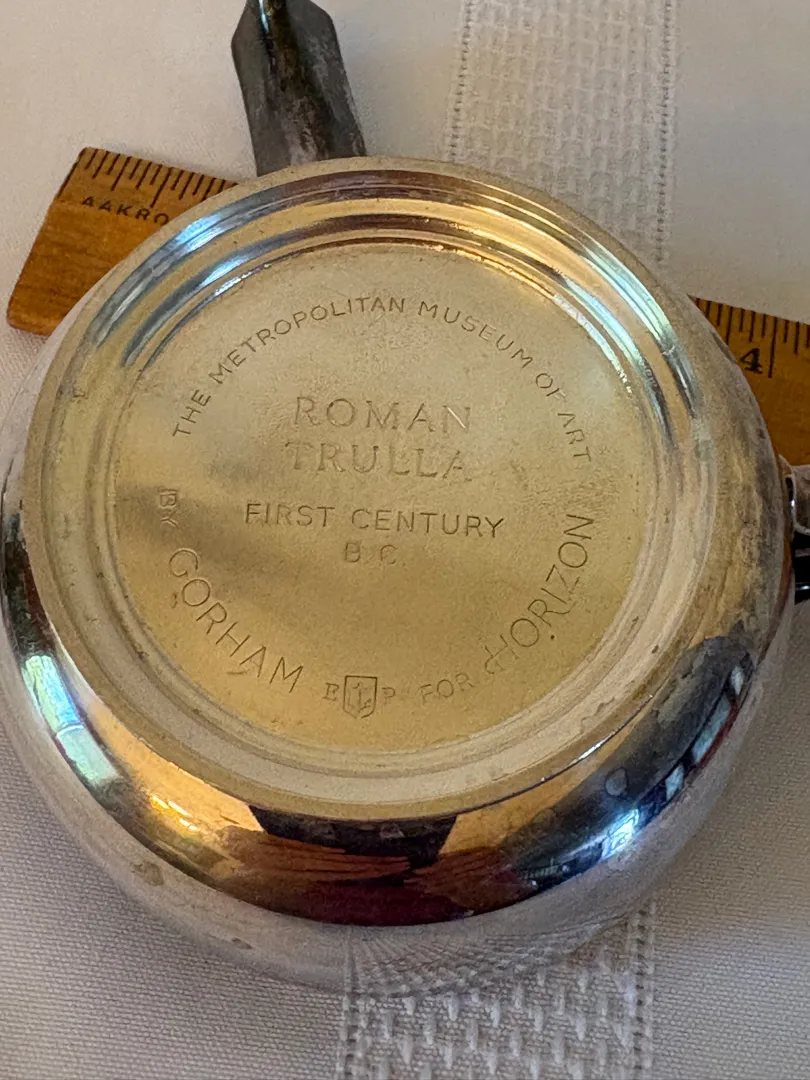 AAKRO
4
THE METROPOLITAN MUSEUM OF ART
ROMAN
TRULLA
FIRST CENTURY
B.C.
BY GORHAM E P FOR HORIZON